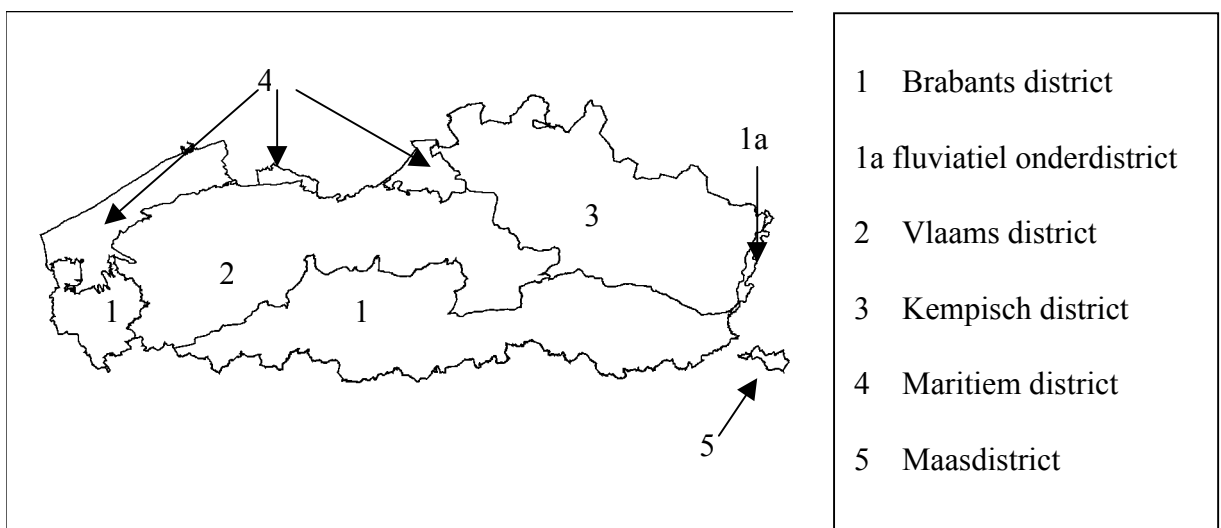 4
1a
3
2
1
1
5
1 Brabants district
1a fluviatiel onderdistrict
2 Vlaams district
3 Kempisch district
4 Maritiem district
5 Maasdistrict